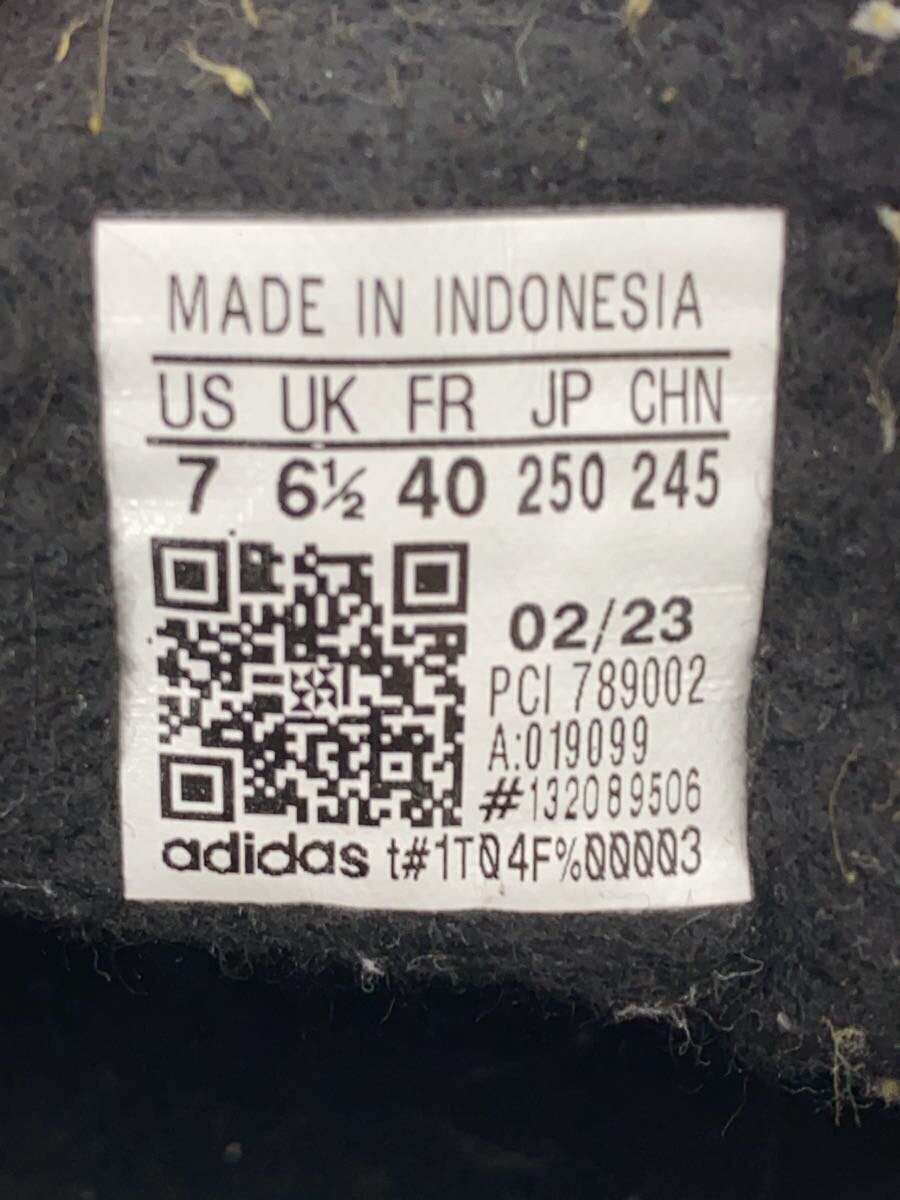 MADE IN INDONESIA
US UK FR JP CHN
7 6½ 40 250 245
02/23
PCI 789002
A:019099
#132089506
adidas t#1T04F%00003